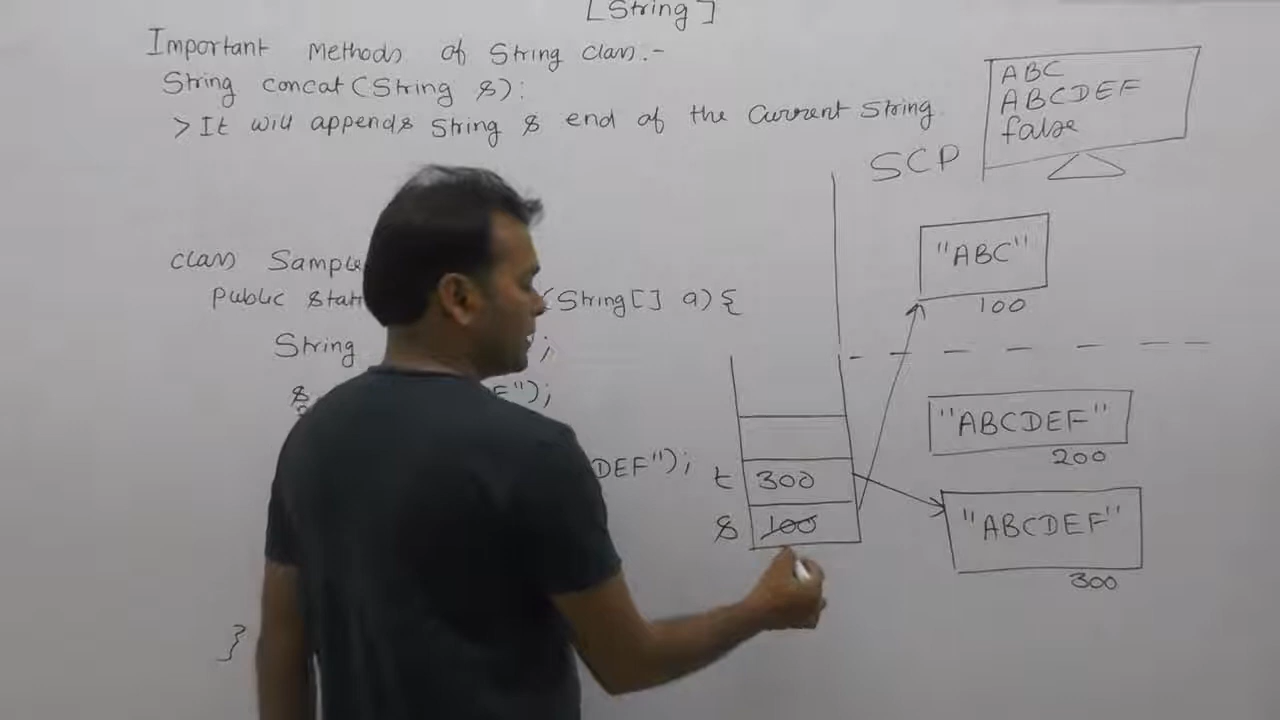 [String]
Important Methods of String class.-
String concat(String s):
> It will appends String s end of the Current String
ABC
ABCDEF
false
SCP
class Sample
Public (String[] a){
String ";
s ");
DEF");
}
"ABC"
100
"ABCDEF"
200
t 300
s 100
"ABCDEF"
300